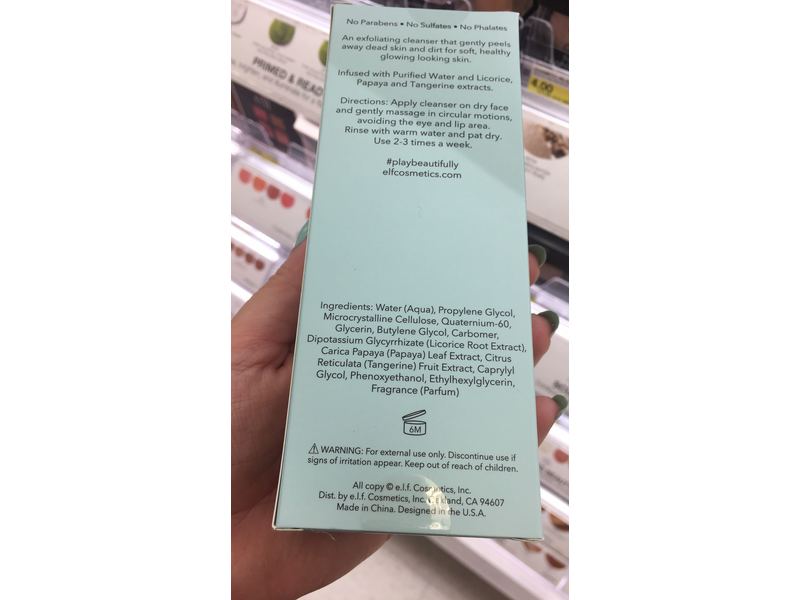 No Parabens • No Sulfates • No Phalates
An exfoliating cleanser that gently peels
away dead skin and dirt for soft, healthy
glowing looking skin.
Infused with Purified Water and Licorice,
Papaya and Tangerine extracts.
Directions: Apply cleanser on dry face
and gently massage in circular motions,
avoiding the eye and lip area.
Rinse with warm water and pat dry.
Use 2-3 times a week.
#playbeautifully
elfcosmetics.com
Ingredients: Water (Aqua), Propylene Glycol,
Microcrystalline Cellulose, Quaternium-60,
Glycerin, Butylene Glycol, Carbomer,
Dipotassium Glycyrrhizate (Licorice Root Extract),
Carica Papaya (Papaya) Leaf Extract, Citrus
Reticulata (Tangerine) Fruit Extract, Caprylyl
Glycol, Phenoxyethanol, Ethylhexylglycerin,
Fragrance (Parfum)
6M
WARNING: For external use only. Discontinue use if
signs of irritation appear. Keep out of reach of children.
All copy © e.l.f. Cosmetics, Inc.
Dist. by e.l.f. Cosmetics, Inc. Oakland, CA 94607
Made in China. Designed in the U.S.A.
PRIMED & READ
4.00